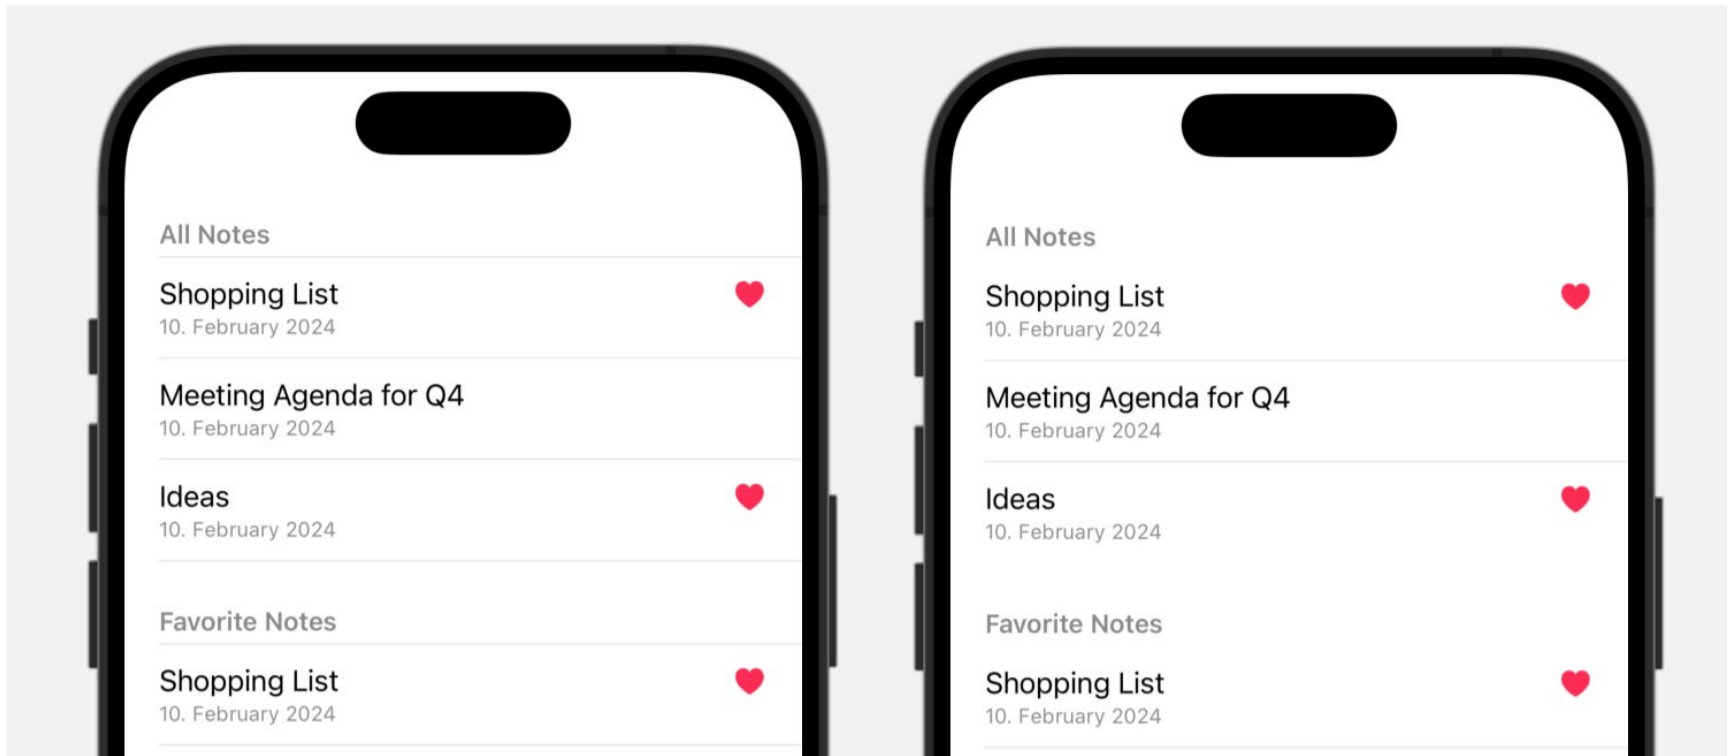 All Notes
Shopping List
10. February 2024
Meeting Agenda for Q4
10. February 2024
Ideas
10. February 2024
Favorite Notes
Shopping List
10. February 2024
All Notes
Shopping List
10. February 2024
Meeting Agenda for Q4
10. February 2024
Ideas
10. February 2024
Favorite Notes
Shopping List
10. February 2024